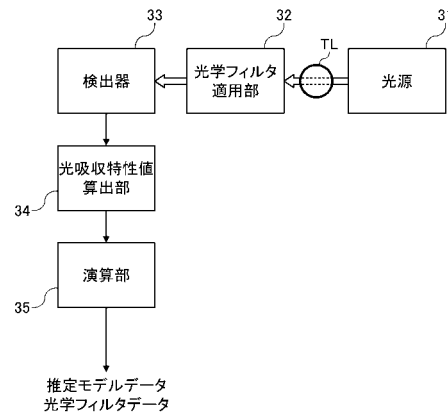 33
32
TL
31
検出器
光学フィルタ
適用部
光源
光吸収特性値
算出部
34
演算部
35
推定モデルデータ
光学フィルタデータ